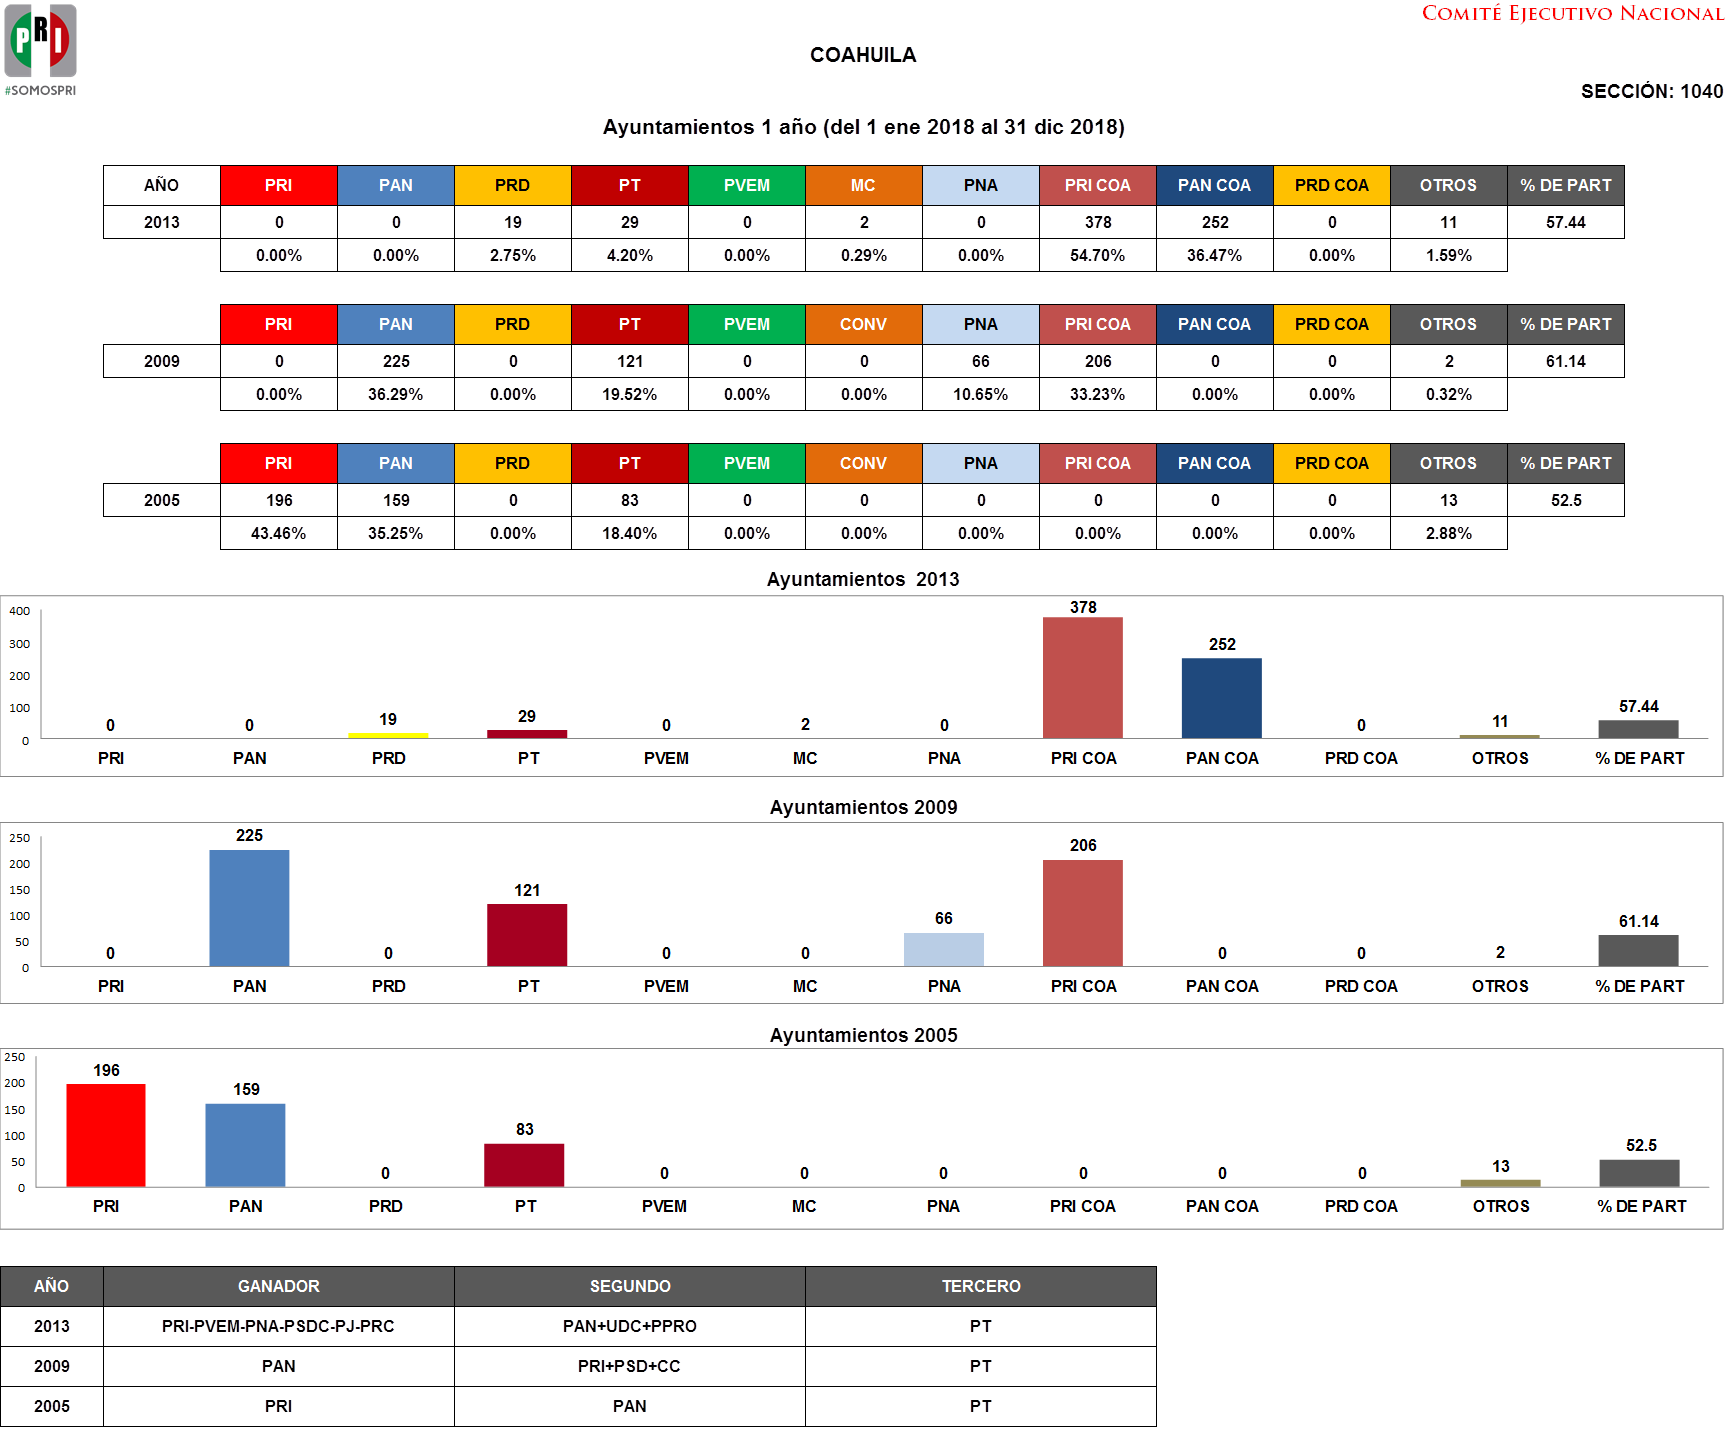 PRI
#SOMOSPRI
COMITÉ EJECUTIVO NACIONAL
COAHUILA
SECCIÓN: 1040
Ayuntamientos 1 año (del 1 ene 2018 al 31 dic 2018)
AÑO PRI PAN PRD PT PVEM MC PNA PRI COA PAN COA PRD COA OTROS % DE PART
2013 0 0 19 29 0 2 0 378 252 0 11 57.44
0.00% 0.00% 2.75% 4.20% 0.00% 0.29% 0.00% 54.70% 36.47% 0.00% 1.59%
PRI PAN PRD PT PVEM CONV PNA PRI COA PAN COA PRD COA OTROS % DE PART
2009 0 225 0 121 0 0 66 206 0 0 2 61.14
0.00% 36.29% 0.00% 19.52% 0.00% 0.00% 10.65% 33.23% 0.00% 0.00% 0.32%
PRI PAN PRD PT PVEM CONV PNA PRI COA PAN COA PRD COA OTROS % DE PART
2005 196 159 0 83 0 0 0 0 0 0 13 52.5
43.46% 35.25% 0.00% 18.40% 0.00% 0.00% 0.00% 0.00% 0.00% 0.00% 2.88%
Ayuntamientos  2013
400
300
200
100
0
0 0 19 29 0 2 0 378 252 0 11 57.44
PRI PAN PRD PT PVEM MC PNA PRI COA PAN COA PRD COA OTROS % DE PART
Ayuntamientos 2009
250
200
150
100
50
0
0 225 0 121 0 0 66 206 0 0 2 61.14
PRI PAN PRD PT PVEM MC PNA PRI COA PAN COA PRD COA OTROS % DE PART
Ayuntamientos 2005
250
200
150
100
50
0
196 159 0 83 0 0 0 0 0 0 13 52.5
PRI PAN PRD PT PVEM MC PNA PRI COA PAN COA PRD COA OTROS % DE PART
AÑO GANADOR SEGUNDO TERCERO
2013 PRI-PVEM-PNA-PSDC-PJ-PRC PAN+UDC+PPRO PT
2009 PAN PRI+PSD+CC PT
2005 PRI PAN PT